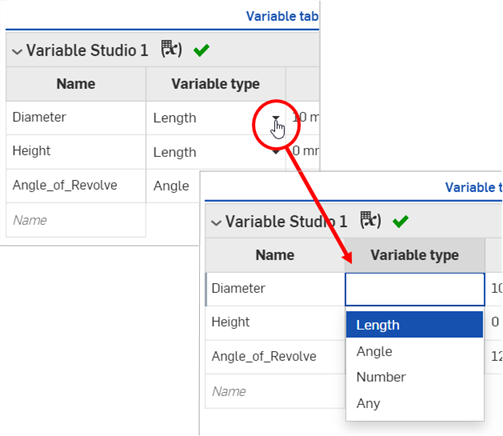 Variable tab
Variable Studio 1 (x)
Name Variable type
Diameter Length 10 m
Height Length 0 mm
Angle_of_Revolve Angle
Name
Variable t
Variable Studio 1 (x)
Name Variable type
Diameter 10
Length
Height 0
Angle
Angle_of_Revolve 12
Number
Name
Any